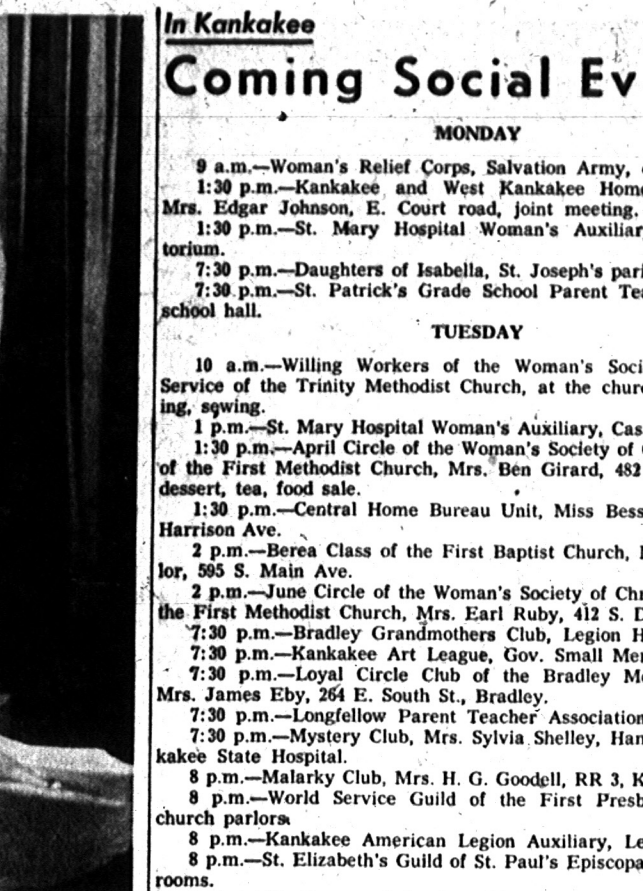 In Kankakee
Coming Social Ev
MONDAY
9 a.m.—Woman's Relief Corps, Salvation Army,
1:30 p.m.—Kankakee and West Kankakee Home
Mrs. Edgar Johnson, E. Court road, joint meeting.
1:30 p.m.—St. Mary Hospital Woman's Auxiliar
torium.
7:30 p.m.—Daughters of Isabella, St. Joseph's pari
7:30 p.m.—St. Patrick's Grade School Parent Tea
school hall.
TUESDAY
10 a.m.—Willing Workers of the Woman's Soci
Service of the Trinity Methodist Church, at the churc
ing, sewing.
1 p.m.—St. Mary Hospital Woman's Auxiliary, Cas
1:30 p.m.—April Circle of the Woman's Society of
of the First Methodist Church, Mrs. Ben Girard, 482
dessert, tea, food sale.
1:30 p.m.—Central Home Bureau Unit, Miss Bess
Harrison Ave.
2 p.m.—Berea Class of the First Baptist Church,
lor, 595 S. Main Ave.
2 p.m.—June Circle of the Woman's Society of Chr
the First Methodist Church, Mrs. Earl Ruby, 412 S. D
7:30 p.m.—Bradley Grandmothers Club, Legion H
7:30 p.m.—Kankakee Art League, Gov. Small Mem
7:30 p.m.—Loyal Circle Club of the Bradley Me
Mrs. James Eby, 264 E. South St., Bradley.
7:30 p.m.—Longfellow Parent Teacher Association
7:30 p.m.—Mystery Club, Mrs. Sylvia Shelley, Han
kakee State Hospital.
8 p.m.—Malarky Club, Mrs. H. G. Goodell, RR 3, K
8 p.m.—World Service Guild of the First Presb
church parlors.
8 p.m.—Kankakee American Legion Auxiliary, Le
8 p.m.—St. Elizabeth's Guild of St. Paul's Episcopa
rooms.